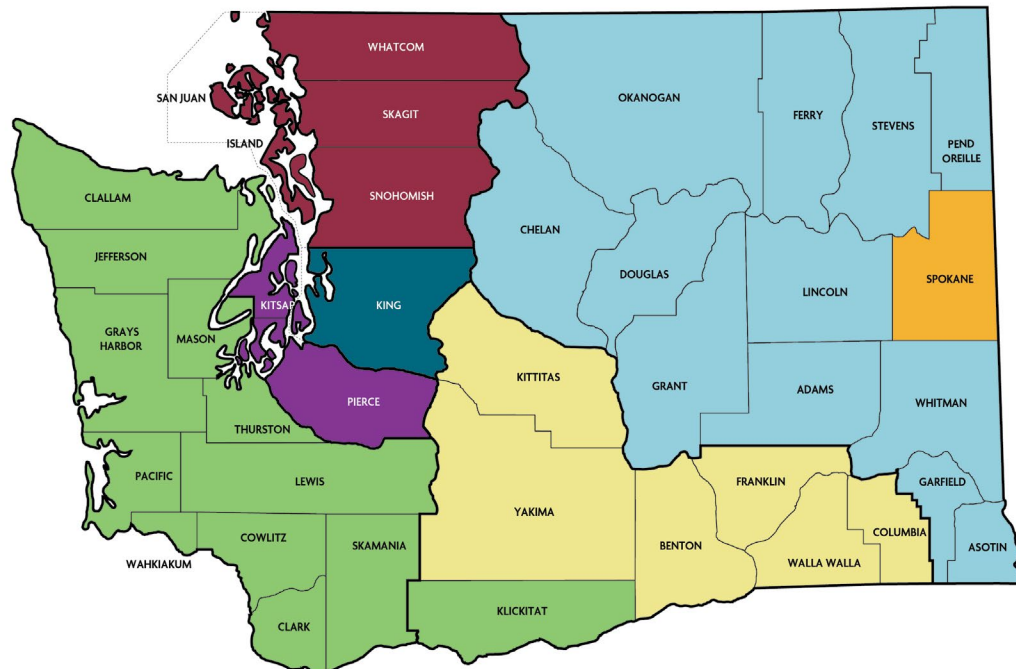 WHATCOM
SAN JUAN
SKAGIT
ISLAND
SNOHOMISH
OKANOGAN
FERRY
STEVENS
PEND
OREILLE
CLALLAM
JEFFERSON
CHELAN
DOUGLAS
LINCOLN
SPOKANE
KITSAP
KING
GRAYS
HARBOR
MASON
KITTITAS
GRANT
ADAMS
WHITMAN
PIERCE
THURSTON
PACIFIC
LEWIS
YAKIMA
FRANKLIN
GARFIELD
COLUMBIA
BENTON
WALLA WALLA
ASOTIN
WAHKIAKUM
COWLITZ
SKAMANIA
KLICKITAT
CLARK